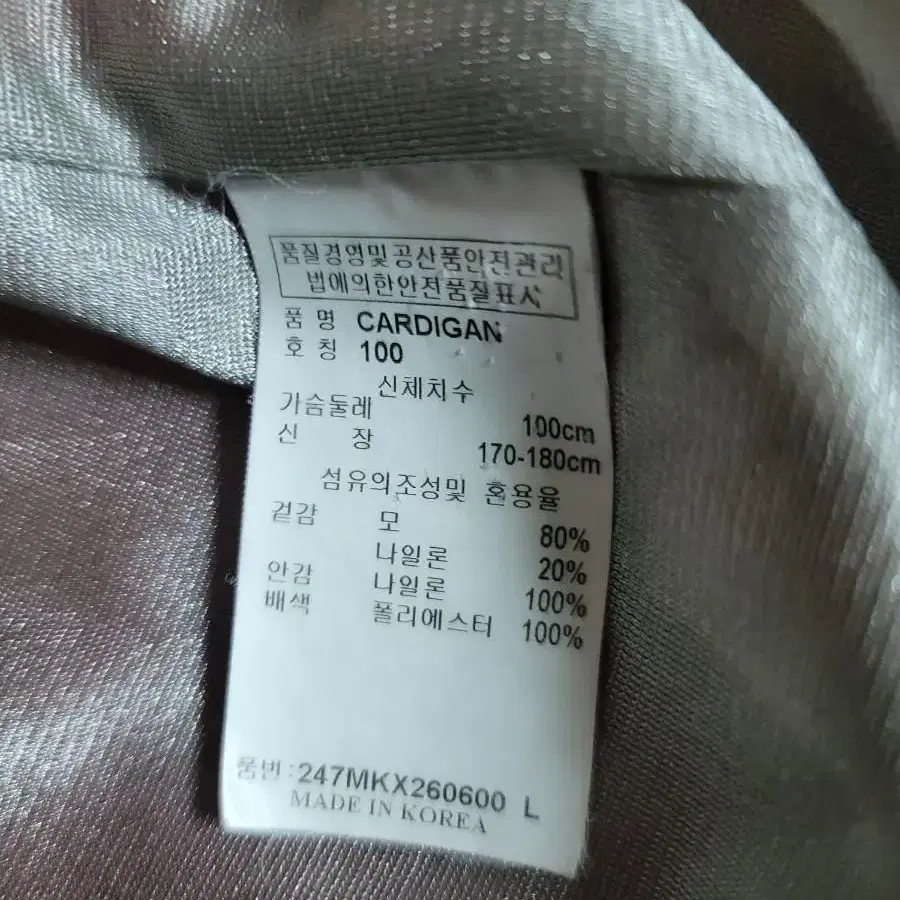 품질경영및공산품안전관리
법에의한안전품질표시
품 명 CARDIGAN
호 칭 100
신체치수
가슴둘레 100cm
신 장 170-180cm
섬유의조성및 혼용율
겉감 모 80%
나일론 20%
안감 나일론 100%
배색 폴리에스터 100%
품번:247MKX260600 L
MADE IN KOREA